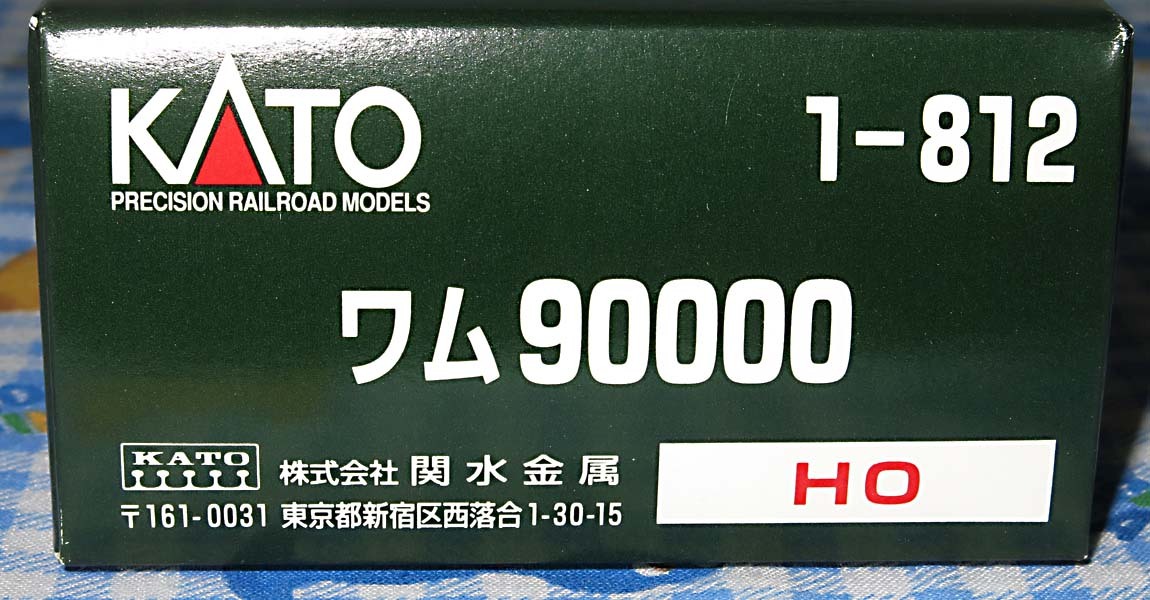 KATO
PRECISION RAILROAD MODELS
1-812
ワム90000
KATO
株式会社 関水金属
〒161-0031 東京都新宿区西落合1-30-15
HO